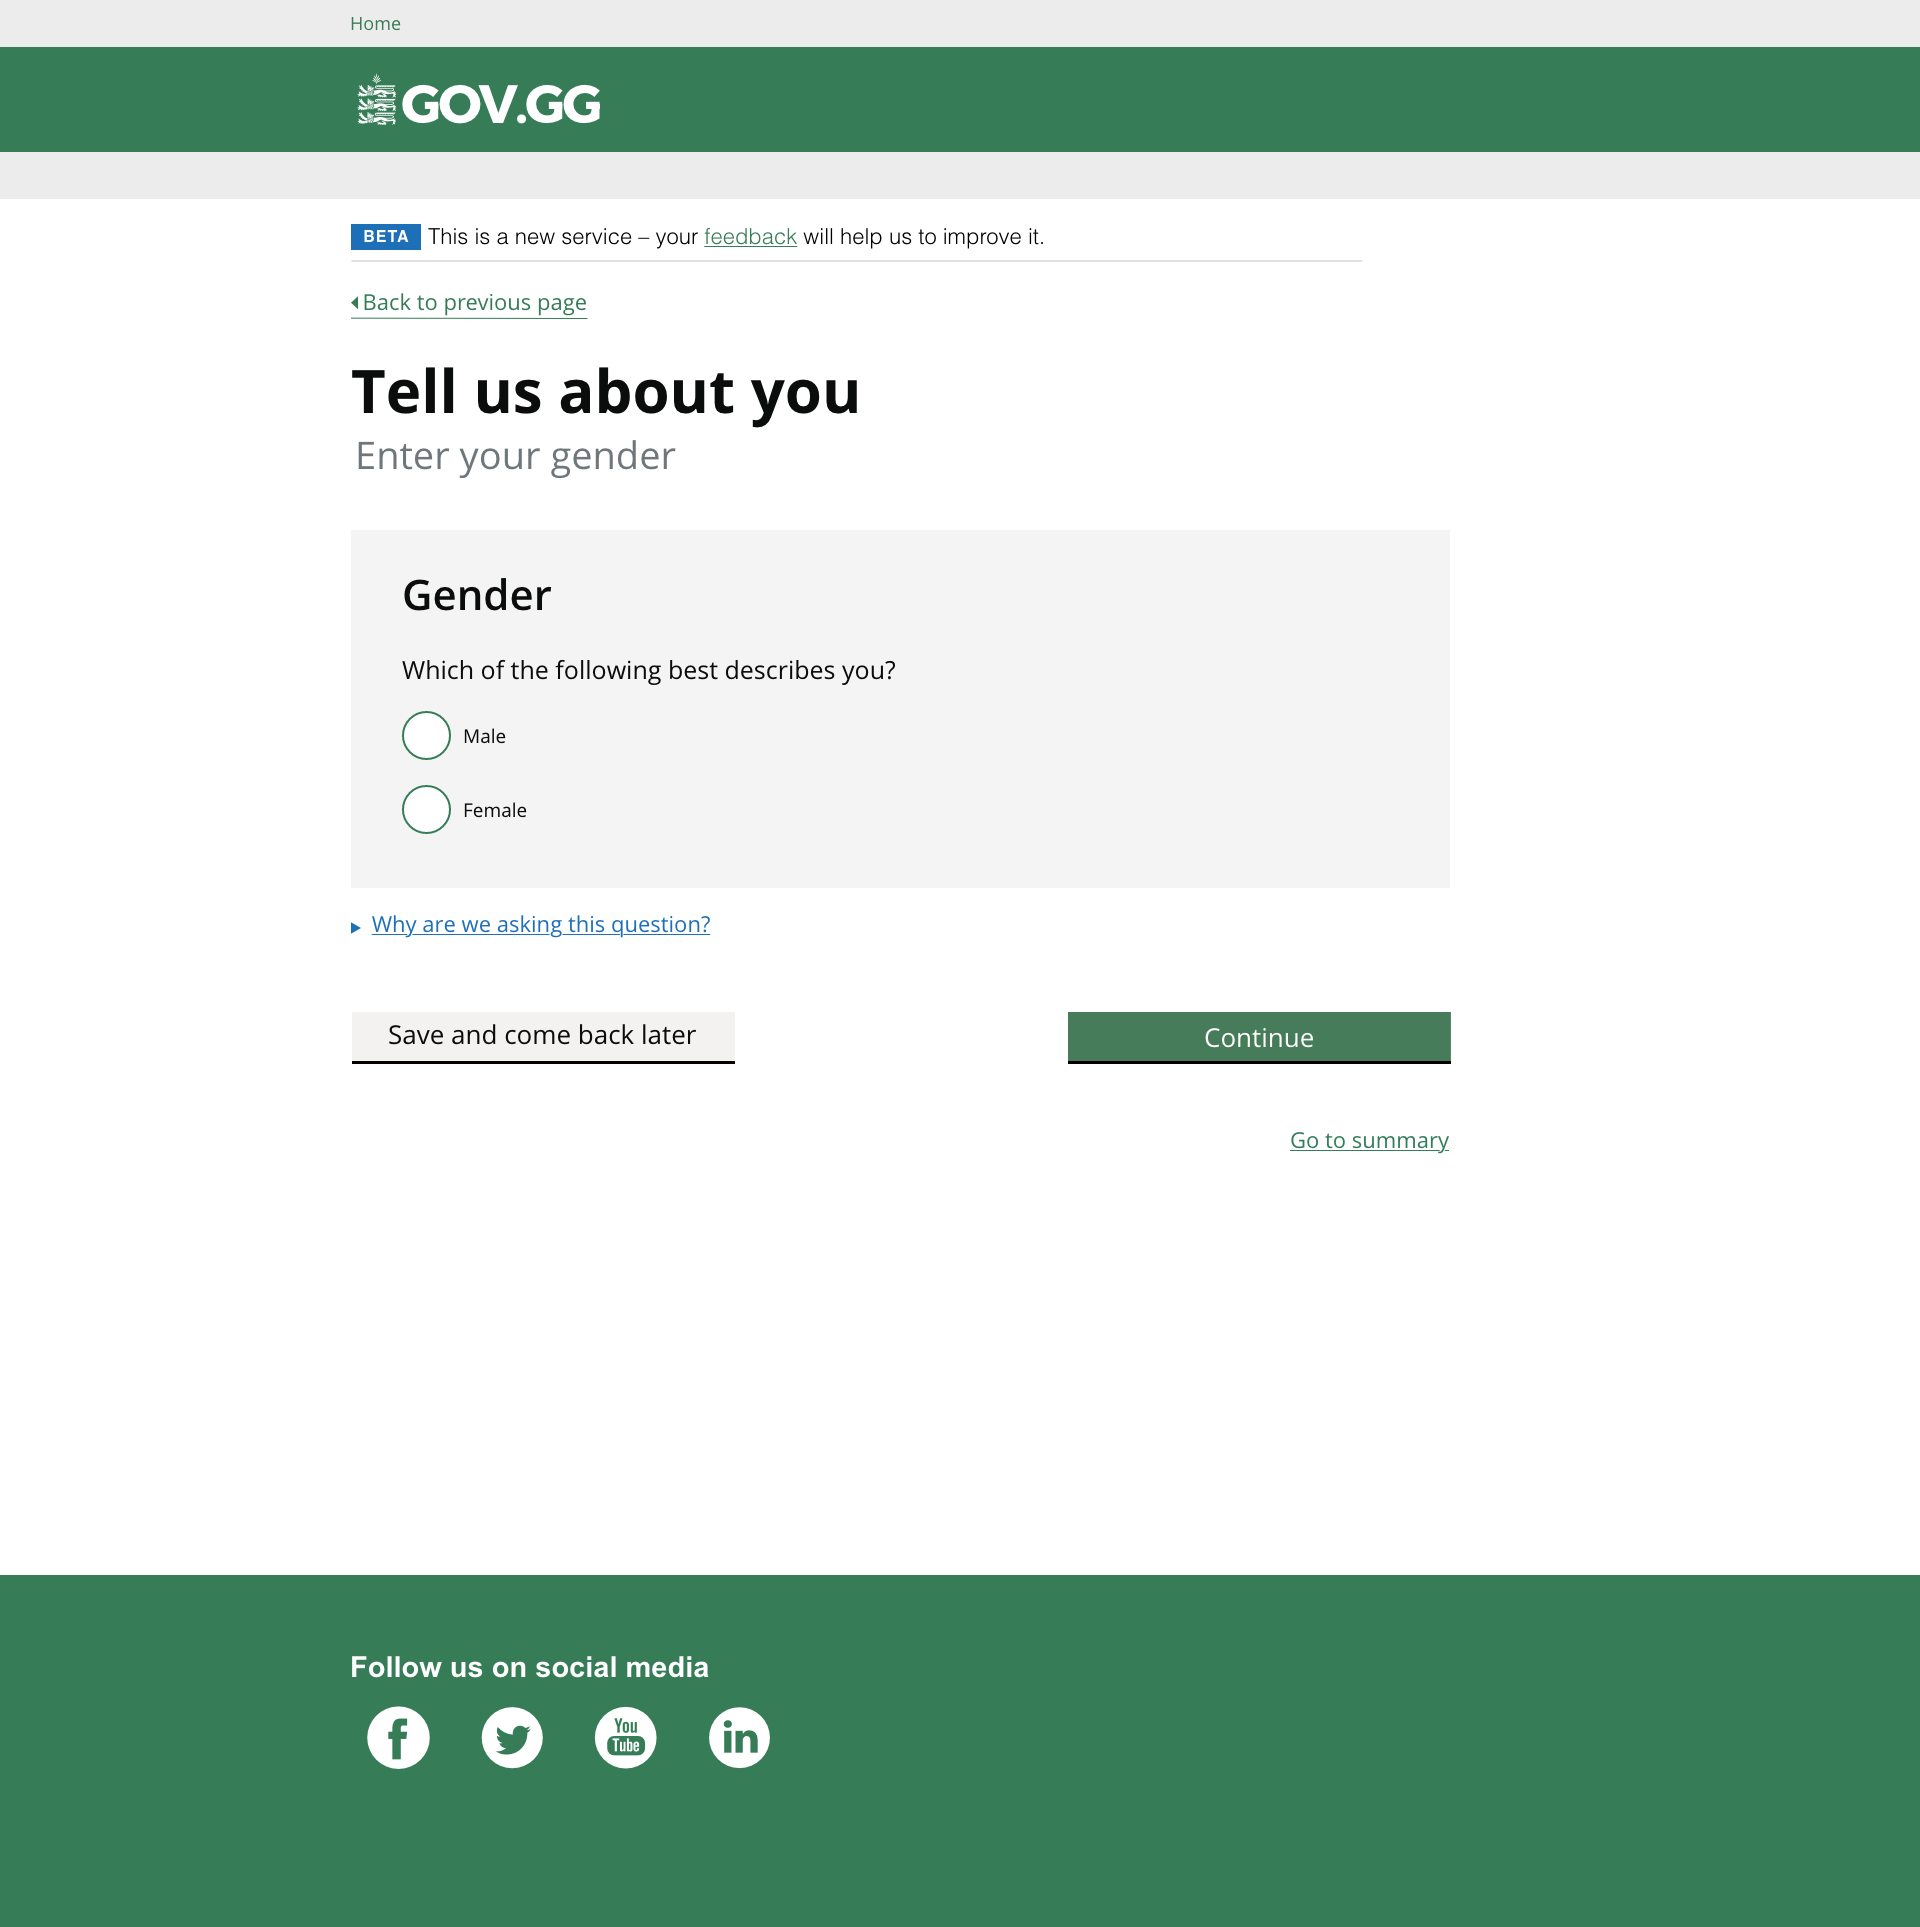 Home
GOV.GG
BETA This is a new service – your feedback will help us to improve it.
Back to previous page
Tell us about you
Enter your gender
Gender
Which of the following best describes you?
Male
Female
Why are we asking this question?
Save and come back later
Continue
Go to summary
Follow us on social media
f
You
Tube
in